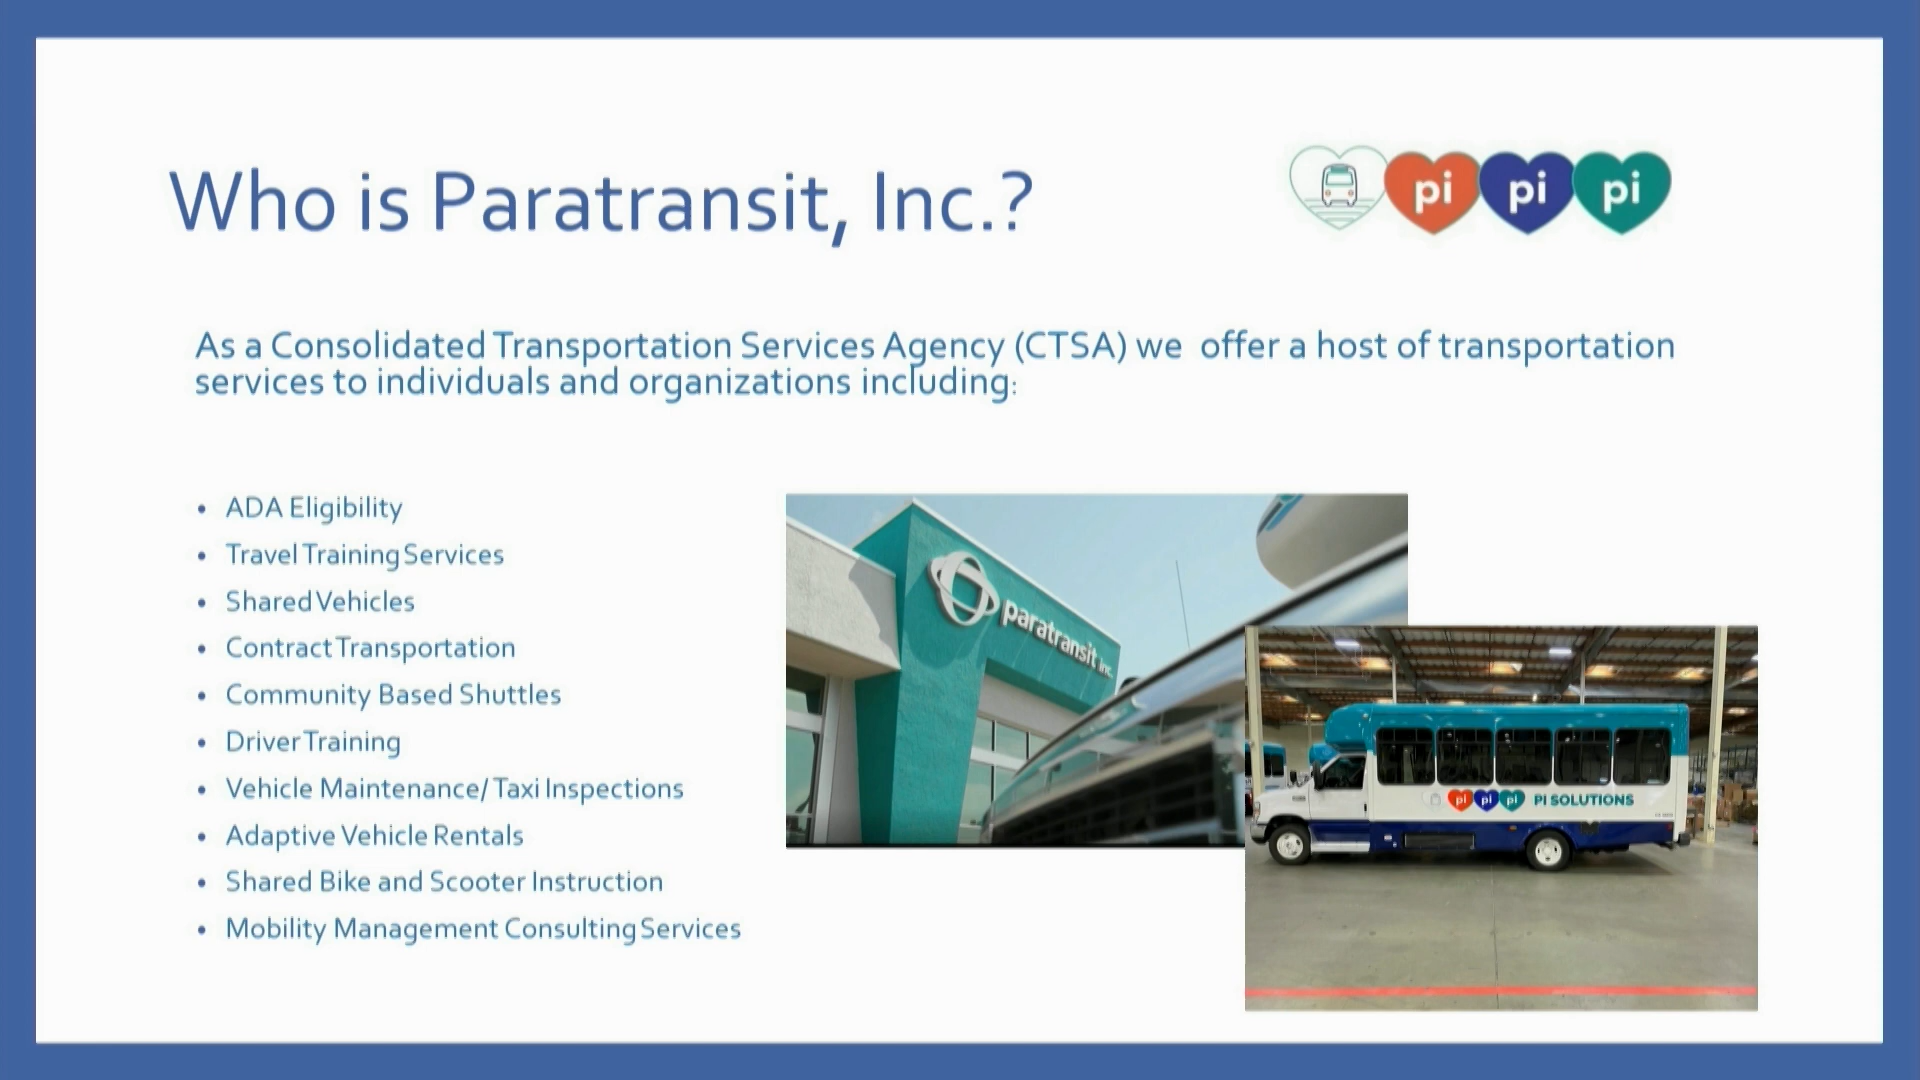 Who is Paratransit, Inc.?
pi pi pi
As a Consolidated Transportation Services Agency (CTSA) we offer a host of transportation
services to individuals and organizations including:
• ADA Eligibility
• Travel Training Services
• Shared Vehicles
• Contract Transportation
• Community Based Shuttles
• Driver Training
• Vehicle Maintenance/ Taxi Inspections
• Adaptive Vehicle Rentals
• Shared Bike and Scooter Instruction
• Mobility Management Consulting Services
paratransit inc.
pi pi pi PI SOLUTIONS